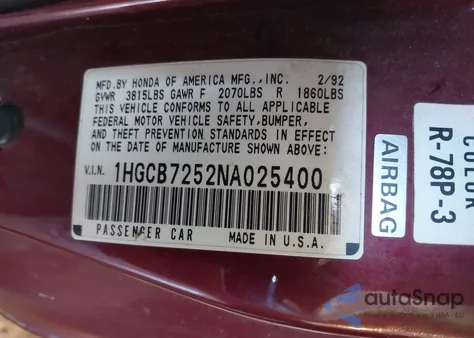 MFD.BY HONDA OF AMERICA MFG.,INC. 2/92
GVWR 3815LBS GAWR F 2070LBS R 1860LBS
THIS VEHICLE CONFORMS TO ALL APPLICABLE
FEDERAL MOTOR VEHICLE SAFETY,BUMPER,
AND THEFT PREVENTION STANDARDS IN EFFECT
ON THE DATE OF MANUFACTURE SHOWN ABOVE:
V.I.N. 1HGCB7252NA025400
PASSENGER CAR MADE IN U.S.A.
AIRBAG
COLOR
R-78P-3
autoSnap